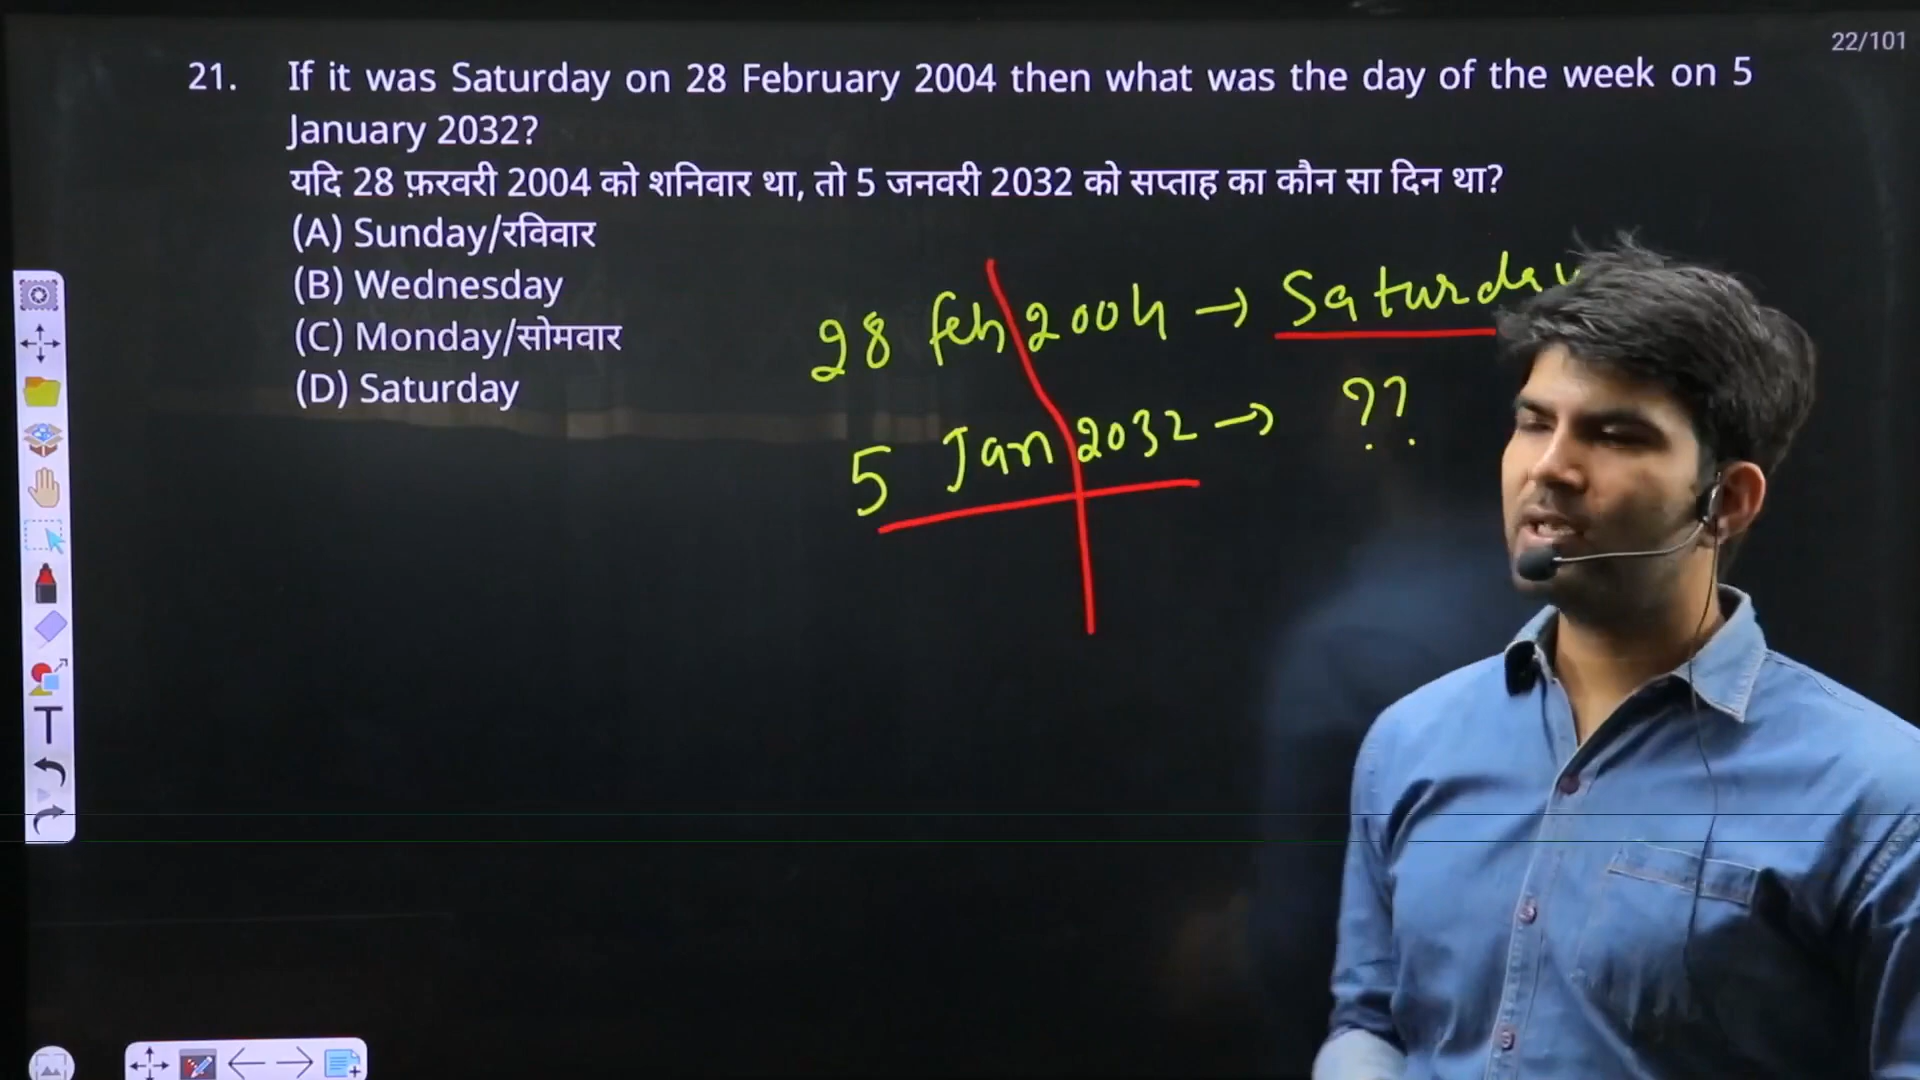 22/101
21. If it was Saturday on 28 February 2004 then what was the day of the week on 5
January 2032?
यदि 28 फ़रवरी 2004 को शनिवार था, तो 5 जनवरी 2032 को सप्ताह का कौन सा दिन था?
(A) Sunday/रविवार
(B) Wednesday
(C) Monday/सोमवार
(D) Saturday
28 feb 2004 → Saturday
5 Jan 2032 → ??
T